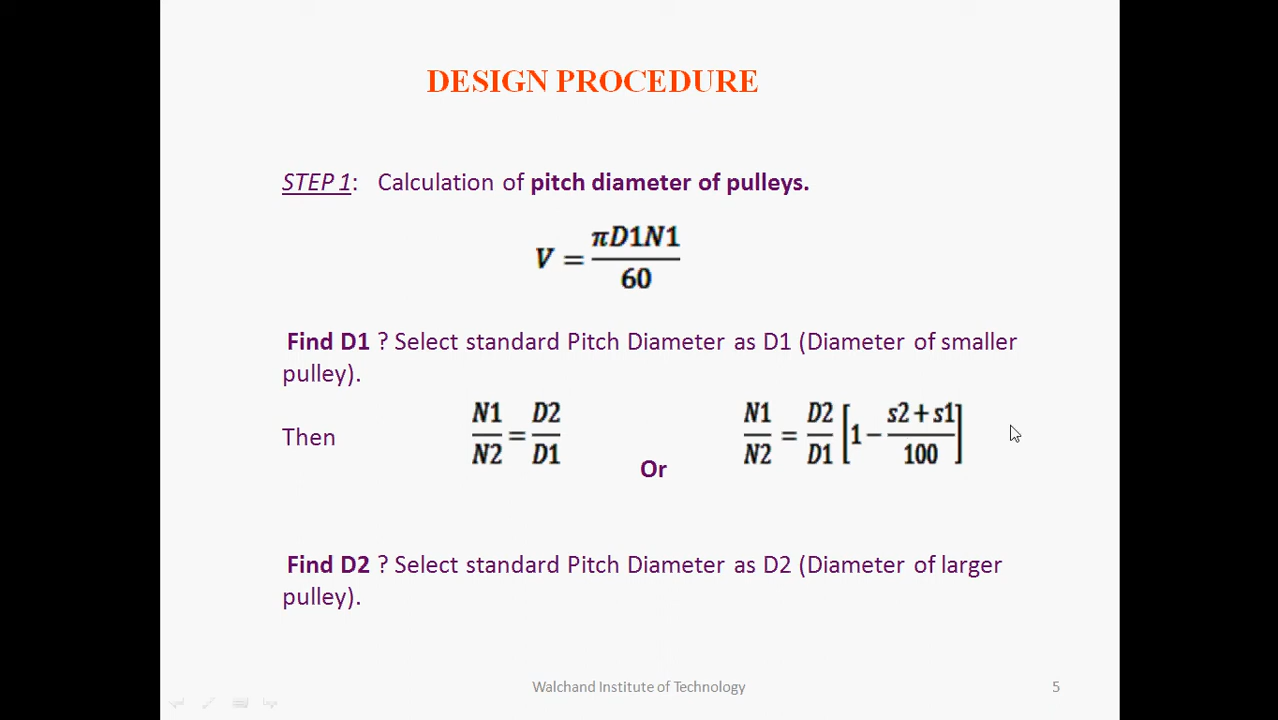 DESIGN PROCEDURE
STEP 1: Calculation of pitch diameter of pulleys.
V = πD1N1 / 60
Find D1 ? Select standard Pitch Diameter as D1 (Diameter of smaller
pulley).
Then N1/N2 = D2/D1 Or N1/N2 = D2/D1 [1 − s2 + s1 / 100]
Find D2 ? Select standard Pitch Diameter as D2 (Diameter of larger
pulley).
Walchand Institute of Technology 5